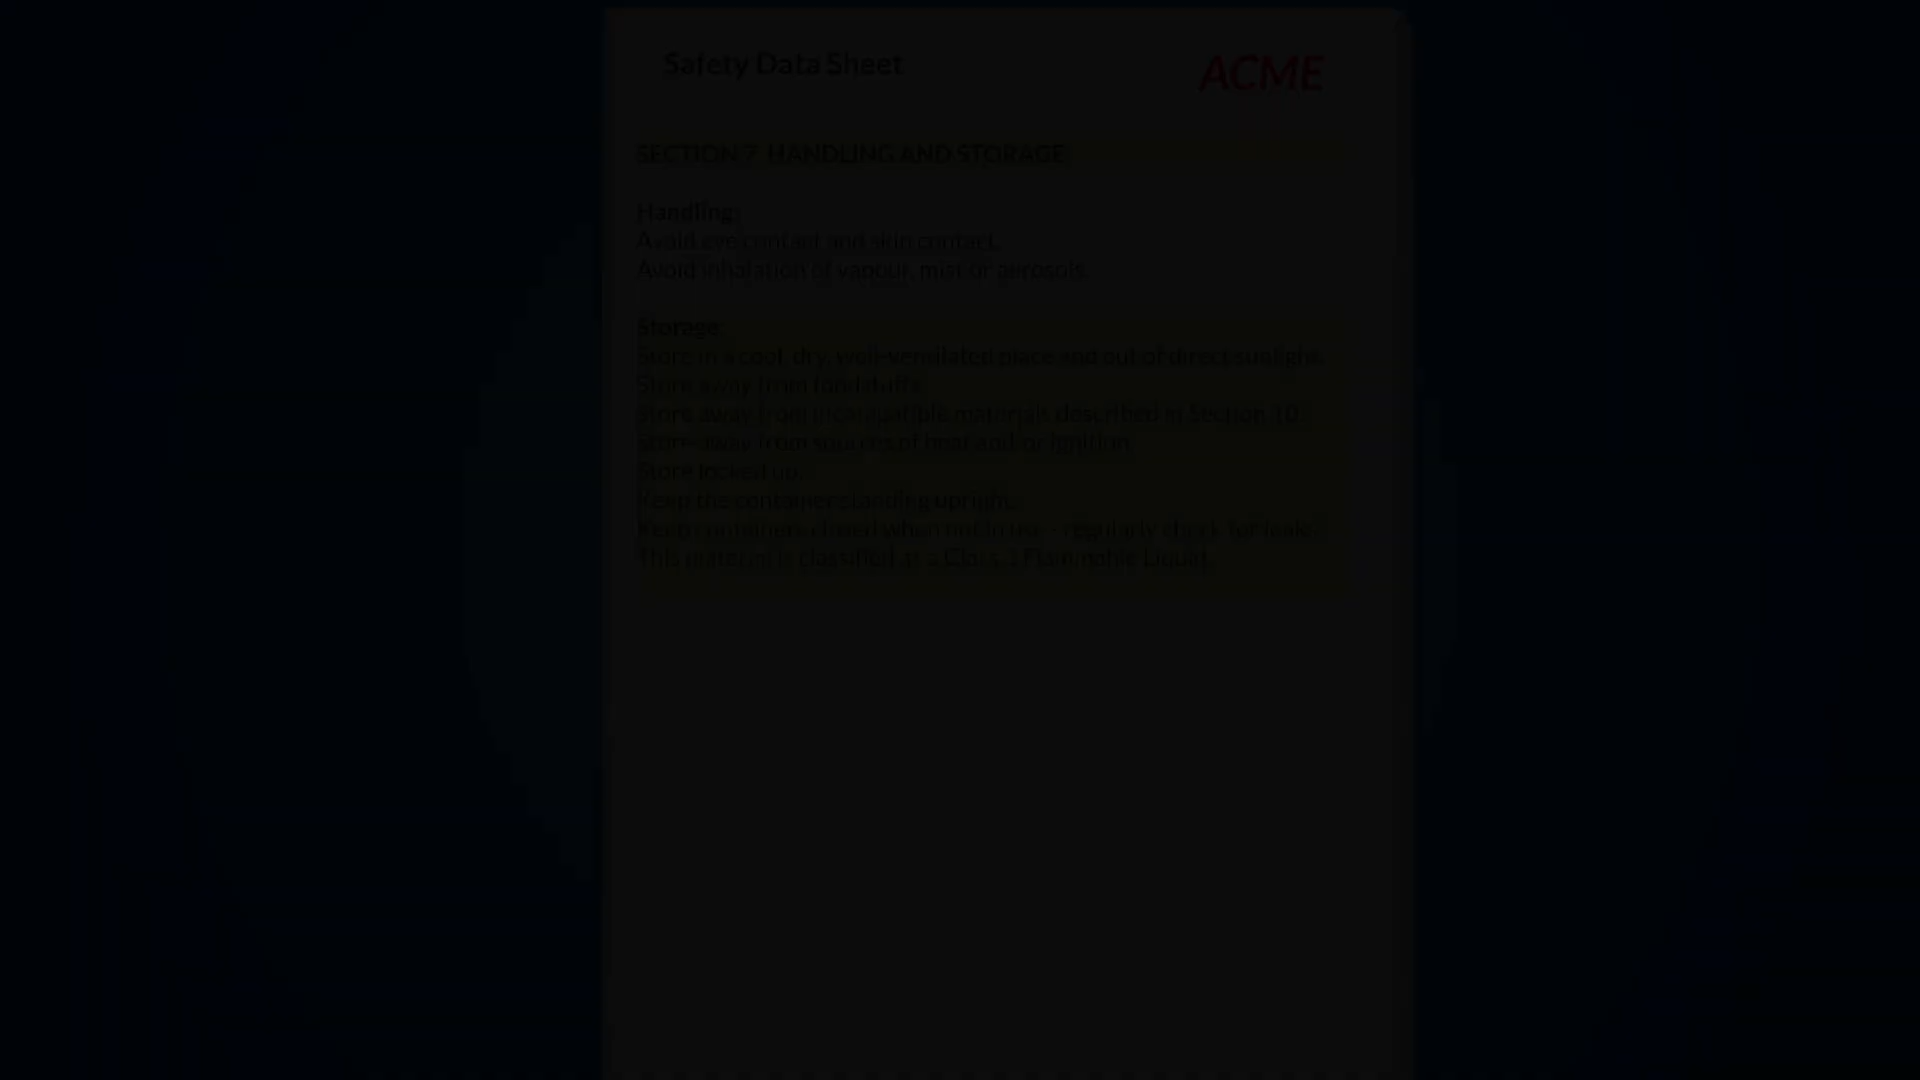 Safety Data Sheet
ACME
SECTION 7 HANDLING AND STORAGE
Handling:
Avoid eye contact and skin contact.
Avoid inhalation of vapour, mist or aerosols.
Storage:
Store in a cool, dry, well-ventilated place and out of direct sunlight.
Store away from foodstuffs.
Store away from incompatible materials described in Section 10.
Store away from sources of heat and/or ignition.
Store locked up.
Keep the container standing upright.
Keep containers closed when not in use - regularly check for leaks.
This material is classified as a Class 3 Flammable Liquid